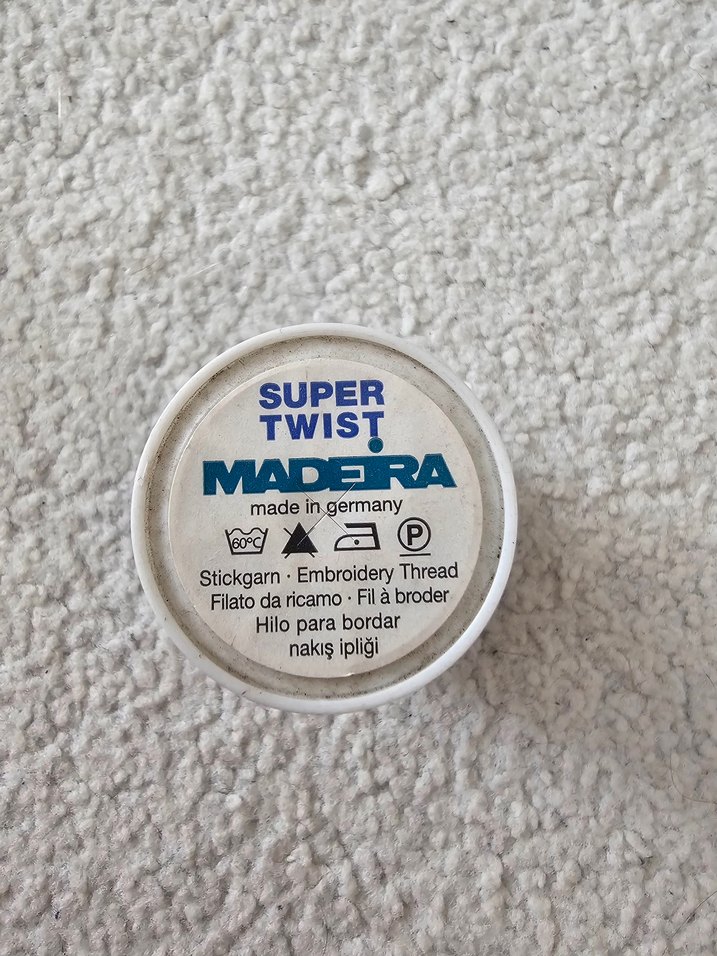 SUPER
TWIST
MADEIRA
made in germany
60°C P
Stickgarn · Embroidery Thread
Filato da ricamo · Fil à broder
Hilo para bordar
nakış ipliği